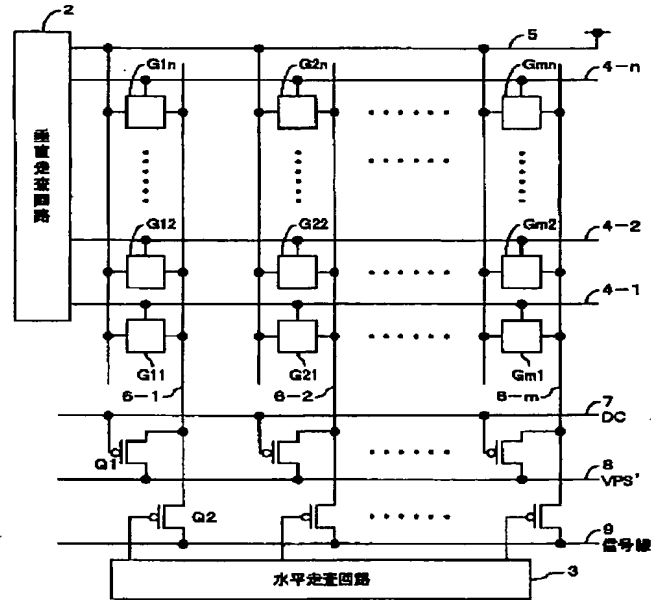 2
5
G1n
G2n
Gmn
4-n
垂直走査回路
G12
G22
Gm2
4-2
4-1
G11
G21
Gm1
6-1
6-2
6-m
7
DC
Q1
8
VPS'
Q2
9
信号線
水平走査回路
3